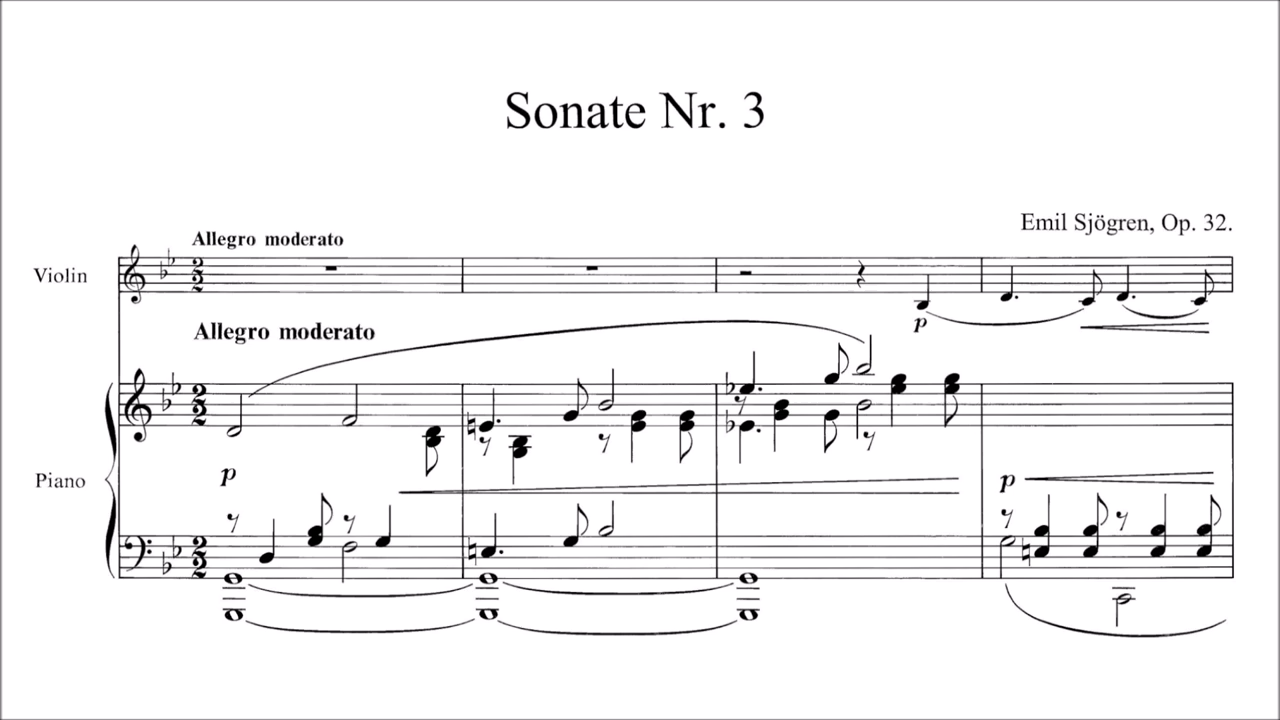 Sonate Nr. 3
Emil Sjögren, Op. 32.
Allegro moderato
Violin
p
Allegro moderato
Piano
p
p